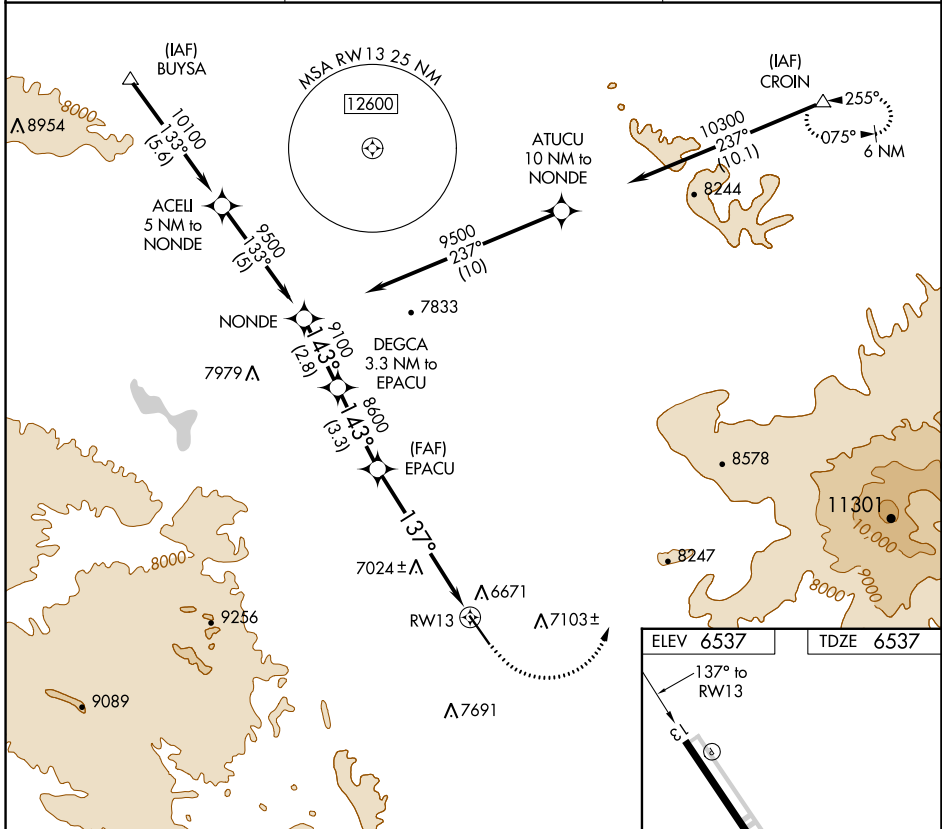 (IAF)
BUYSA
MSA RW13 25 NM
12600
(IAF)
CROIN
255°
075°
6 NM
8000
8954
10100
133°
(5.6)
ATUCU
10 NM to
NONDE
10300
237°
(10.1)
8244
ACELI
5 NM to
NONDE
9500
133°
(5)
9500
237°
(10)
7833
NONDE
9100
143°
(2.8)
DEGCA
3.3 NM to
EPACU
7979
8600
143°
(3.3)
(FAF)
EPACU
8578
11301
10,000
9000
8000
8247
137°
8000
7024±
6671
RW13
7103±
9256
9089
7691
ELEV 6537
TDZE 6537
137° to
RW13
13
P